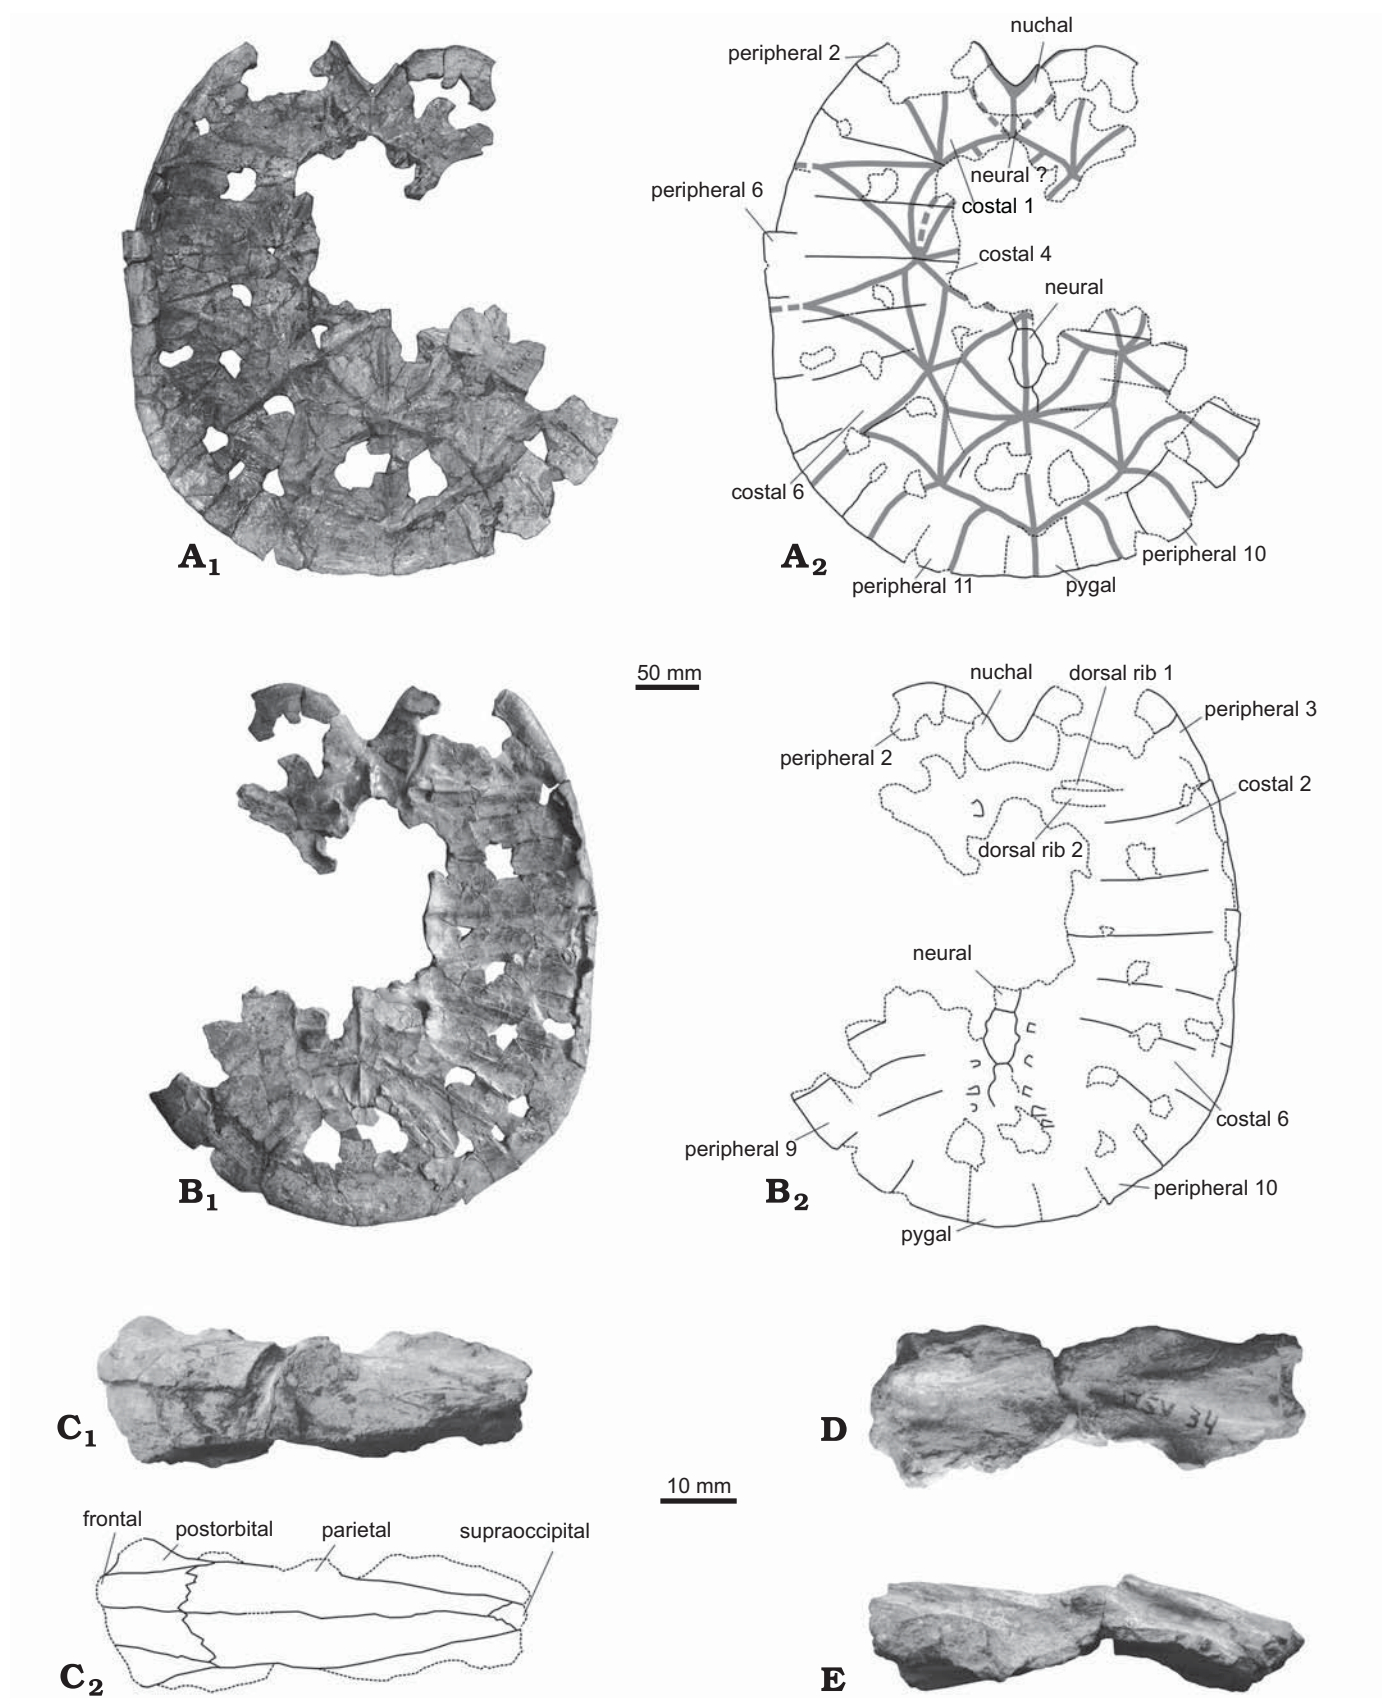 nuchal
peripheral 2
peripheral 6
neural ?
costal 1
costal 4
neural
costal 6
A1
A2
peripheral 10
peripheral 11
pygal
50 mm
nuchal
dorsal rib 1
peripheral 3
peripheral 2
costal 2
dorsal rib 2
neural
costal 6
peripheral 9
B1
B2
peripheral 10
pygal
C1
D
34
10 mm
frontal
postorbital
parietal
supraoccipital
C2
E